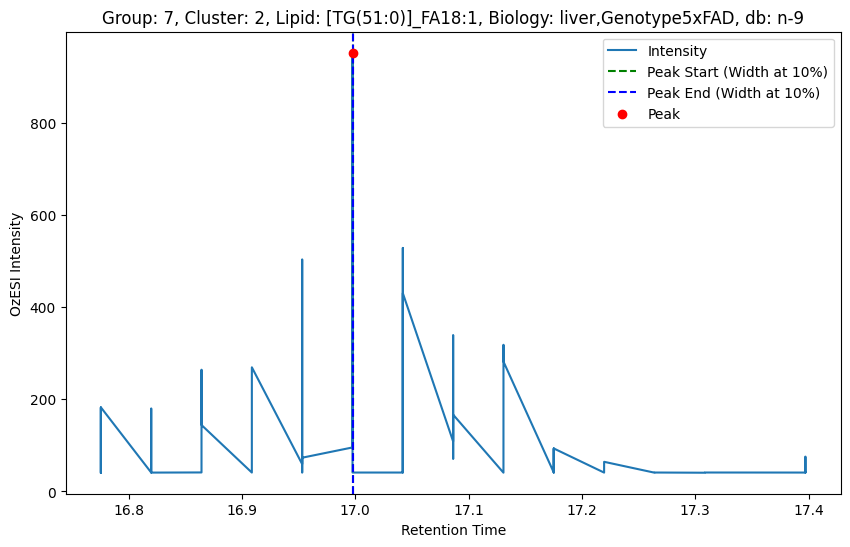 Group: 7, Cluster: 2, Lipid: [TG(51:0)]_FA18:1, Biology: liver,Genotype5xFAD, db: n-9
Intensity
Peak Start (Width at 10%)
Peak End (Width at 10%)
Peak
OzESI Intensity
800
600
400
200
0
16.8
16.9
17.0
17.1
17.2
17.3
17.4
Retention Time